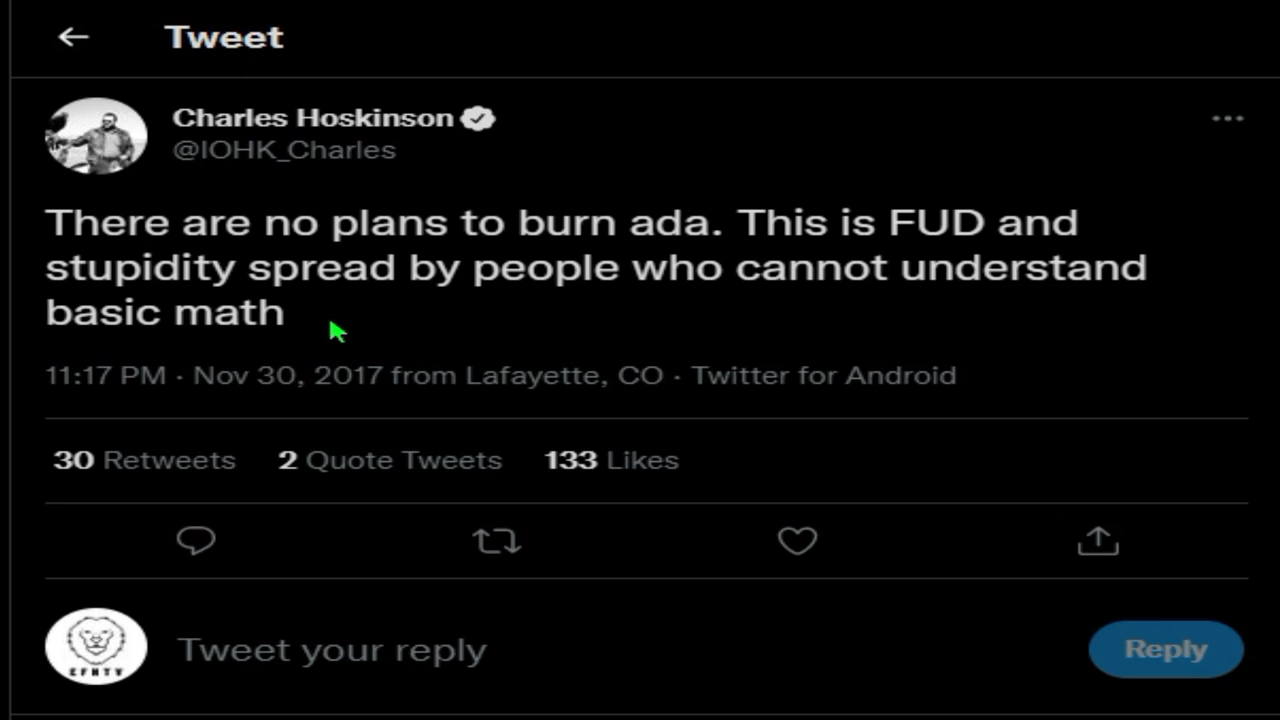 Tweet
Charles Hoskinson
@IOHK_Charles
There are no plans to burn ada. This is FUD and
stupidity spread by people who cannot understand
basic math
11:17 PM · Nov 30, 2017 from Lafayette, CO · Twitter for Android
30 Retweets 2 Quote Tweets 133 Likes
EFNTV
Tweet your reply
Reply